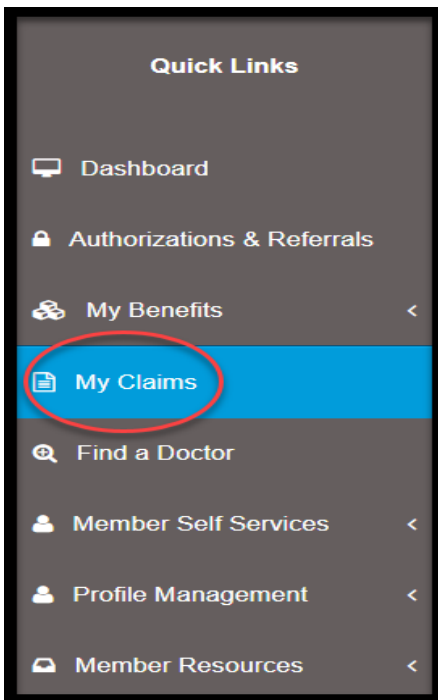 Quick Links
Dashboard
Authorizations & Referrals
My Benefits
My Claims
Find a Doctor
Member Self Services
Profile Management
Member Resources